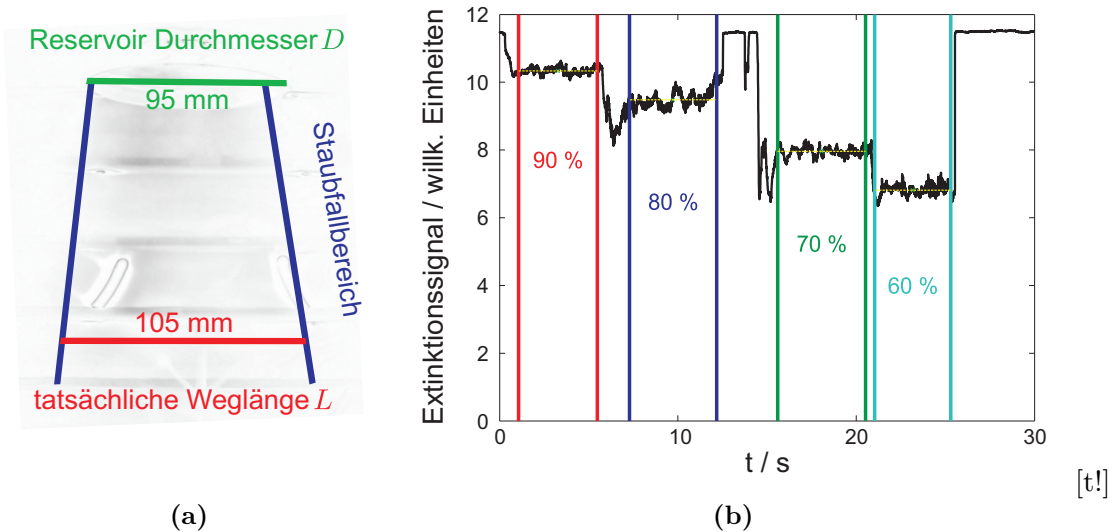 Reservoir Durchmesser D
95 mm
Staubfallbereich
105 mm
tatsächliche Weglänge L
(a)
Extinktionssignal / willk. Einheiten
12
10
8
6
4
2
0
90 %
80 %
70 %
60 %
0
10
20
30
t / s
(b)
[t!]